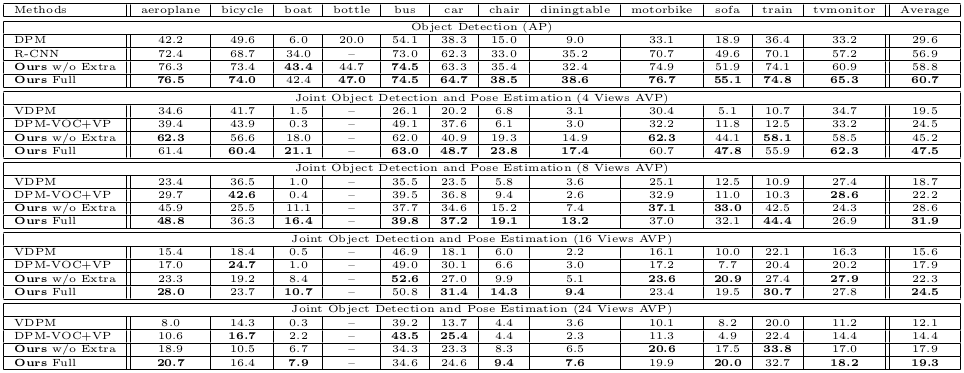 Methods aeroplane bicycle boat bottle bus car chair diningtable motorbike sofa train tvmonitor Average
Object Detection (AP)
DPM 42.2 49.6 6.0 20.0 54.1 38.3 15.0 9.0 33.1 18.9 36.4 33.2 29.6
R-CNN 72.4 68.7 34.0 – 73.0 62.3 33.0 35.2 70.7 49.6 70.1 57.2 56.9
Ours w/o Extra 76.3 73.4 43.4 44.7 74.5 63.3 35.4 32.4 74.9 51.9 74.1 60.9 58.8
Ours Full 76.5 74.0 42.4 47.0 74.5 64.7 38.5 38.6 76.7 55.1 74.8 65.3 60.7
Joint Object Detection and Pose Estimation (4 Views AVP)
VDPM 34.6 41.7 1.5 – 26.1 20.2 6.8 3.1 30.4 5.1 10.7 34.7 19.5
DPM-VOC+VP 39.4 43.9 0.3 – 49.1 37.6 6.1 3.0 32.2 11.8 12.5 33.2 24.5
Ours w/o Extra 62.3 56.6 18.0 – 62.0 40.9 19.3 14.9 62.3 44.1 58.1 58.5 45.2
Ours Full 61.4 60.4 21.1 – 63.0 48.7 23.8 17.4 60.7 47.8 55.9 62.3 47.5
Joint Object Detection and Pose Estimation (8 Views AVP)
VDPM 23.4 36.5 1.0 – 35.5 23.5 5.8 3.6 25.1 12.5 10.9 27.4 18.7
DPM-VOC+VP 29.7 42.6 0.4 – 39.5 36.8 9.4 2.6 32.9 11.0 10.3 28.6 22.2
Ours w/o Extra 45.9 25.5 11.1 – 37.7 34.6 15.2 7.4 37.1 33.0 42.5 24.3 28.6
Ours Full 48.8 36.3 16.4 – 39.8 37.2 19.1 13.2 37.0 32.1 44.4 26.9 31.9
Joint Object Detection and Pose Estimation (16 Views AVP)
VDPM 15.4 18.4 0.5 – 46.9 18.1 6.0 2.2 16.1 10.0 22.1 16.3 15.6
DPM-VOC+VP 17.0 24.7 1.0 – 49.0 30.1 6.6 3.0 17.2 7.7 20.4 20.2 17.9
Ours w/o Extra 23.3 19.2 8.4 – 52.6 27.0 9.9 5.1 23.6 20.9 27.4 27.9 22.3
Ours Full 28.0 23.7 10.7 – 50.8 31.4 14.3 9.4 23.4 19.5 30.7 27.8 24.5
Joint Object Detection and Pose Estimation (24 Views AVP)
VDPM 8.0 14.3 0.3 – 39.2 13.7 4.4 3.6 10.1 8.2 20.0 11.2 12.1
DPM-VOC+VP 10.6 16.7 2.2 – 43.5 25.4 4.4 2.3 11.3 4.9 22.4 14.4 14.4
Ours w/o Extra 18.9 10.5 6.7 – 34.3 23.3 8.3 6.5 20.6 17.5 33.8 17.0 17.9
Ours Full 20.7 16.4 7.9 – 34.6 24.6 9.4 7.6 19.9 20.0 32.7 18.2 19.3